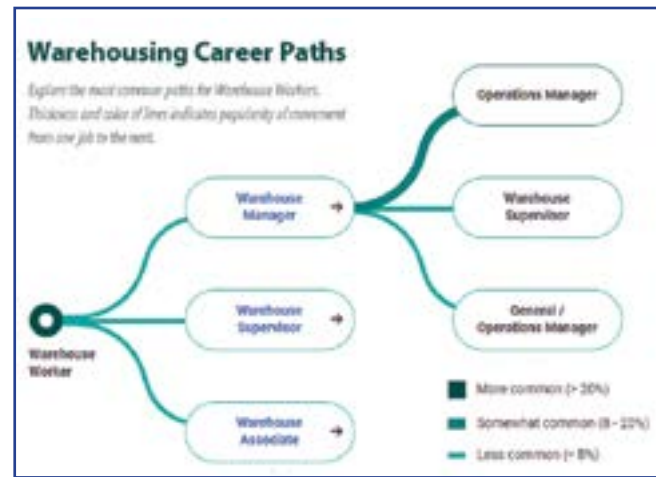 Warehousing Career Paths
Explore the most common paths for Warehouse Workers.
Thickness and color of lines indicates popularity of movement
from one job to the next.
Operations Manager
Warehouse
Manager
Warehouse
Supervisor
Warehouse
Supervisor
General /
Operations Manager
Warehouse
Worker
Warehouse
Associate
More common (> 20%)
Somewhat common (8 - 20%)
Less common (< 8%)